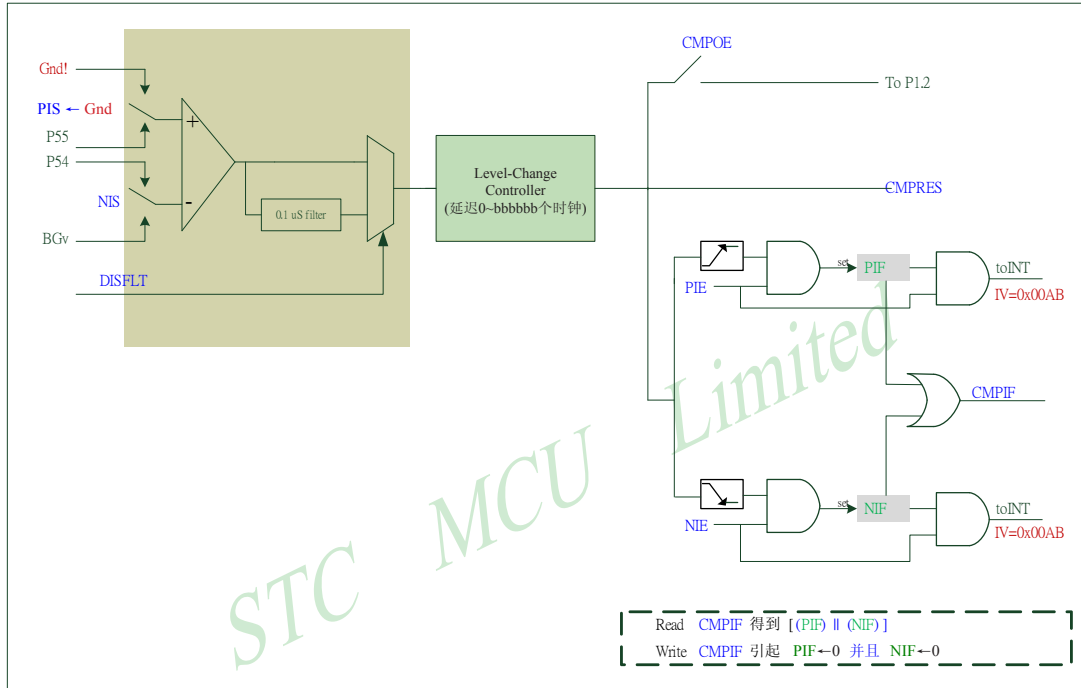 CMPOE
Gnd!
To P1.2
PIS ← Gnd
+
P55
P54
Level-Change
Controller
(延迟0~bbbbbb个时钟)
CMPRES
NIS
-
0.1 uS filter
BGv
set
PIF
toINT
DISFLT
PIE
IV=0x00AB
CMPIF
set
NIF
toINT
NIE
IV=0x00AB
STC MCU Limited
Read CMPIF 得到 [(PIF) || (NIF)]
Write CMPIF 引起 PIF←0 并且 NIF←0